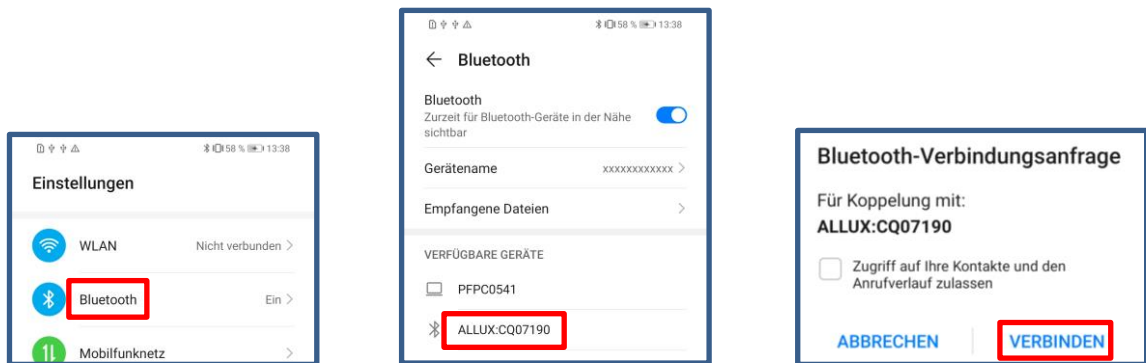 58 % 13:38
Einstellungen
WLAN Nicht verbunden
Bluetooth Ein
Mobilfunknetz
58 % 13:38
Bluetooth
Bluetooth
Zurzeit für Bluetooth-Geräte in der Nähe
sichtbar
Gerätename xxxxxxxxxxxx
Empfangene Dateien
VERFÜGBARE GERÄTE
PFPC0541
ALLUX:CQ07190
Bluetooth-Verbindungsanfrage
Für Koppelung mit:
ALLUX:CQ07190
Zugriff auf Ihre Kontakte und den
Anrufverlauf zulassen
ABBRECHEN VERBINDEN